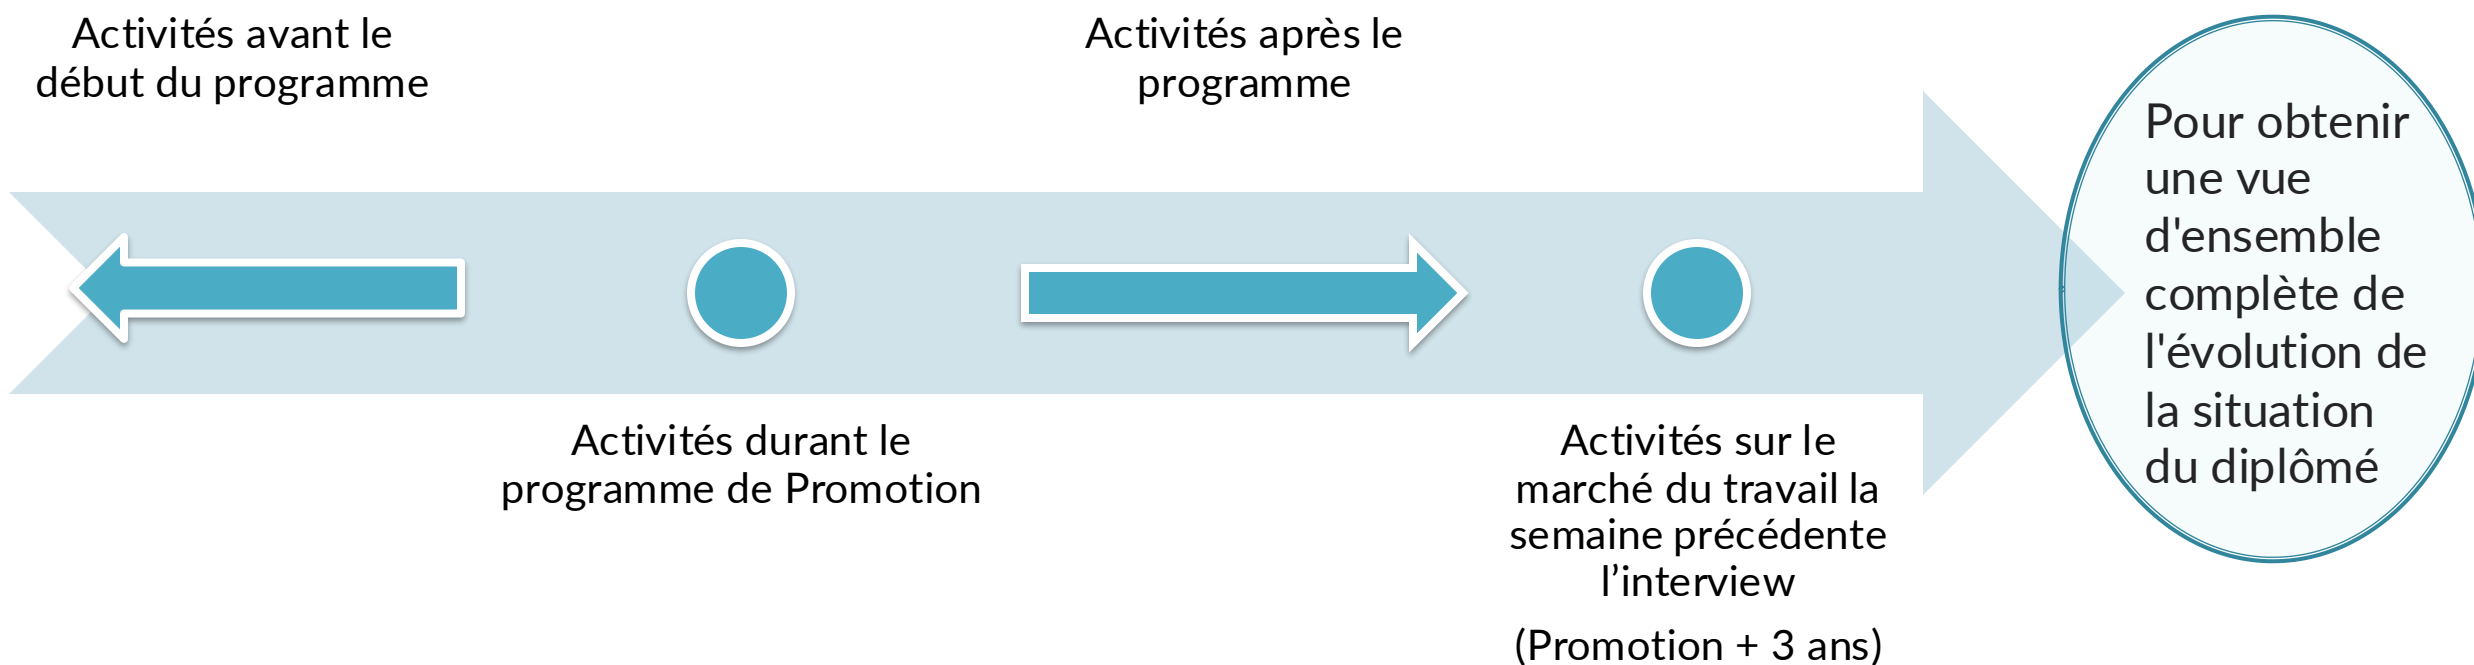 Activités avant le
début du programme
Activités durant le
programme de Promotion
Activités après le
programme
Activités sur le
marché du travail la
semaine précédente
l’interview
(Promotion + 3 ans)
Pour obtenir
une vue
d'ensemble
complète de
l'évolution de
la situation
du diplômé